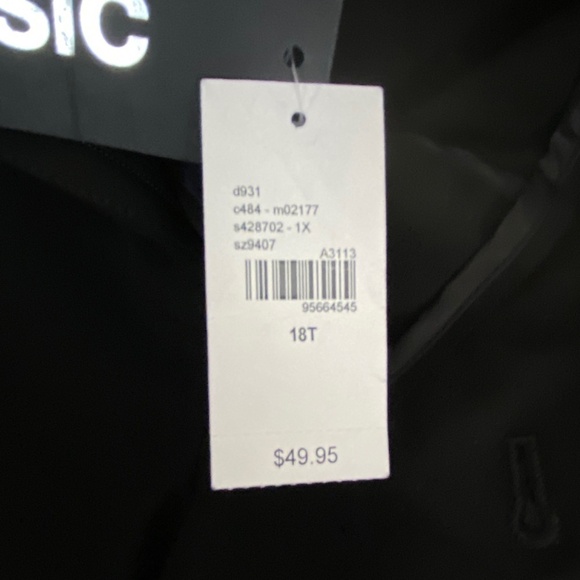 SIC
d931
c484 - m02177
s428702 - 1X
sz9407
A3113
95664545
18T
$49.95